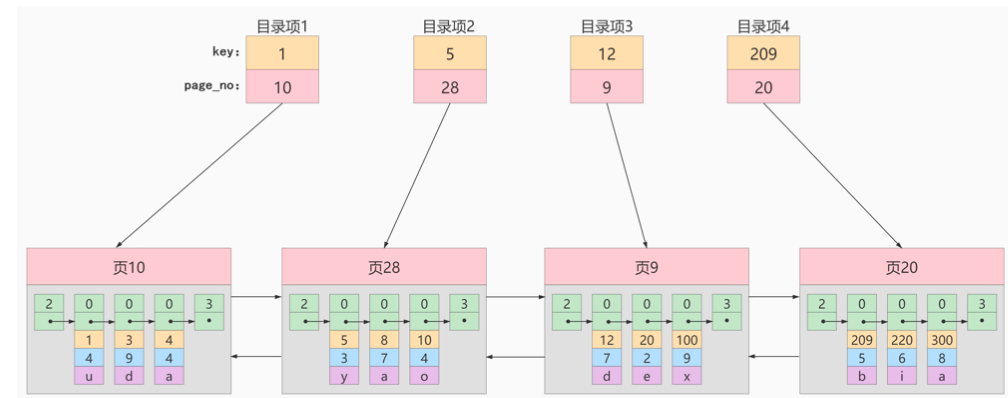 目录项1 目录项2 目录项3 目录项4
key: 1 5 12 209
page_no: 10 28 9 20
页10 页28 页9 页20
2 0 0 0 3 2 0 0 0 3 2 0 0 0 3 2 0 0 0 3
1 3 4 5 8 10 12 20 100 209 220 300
4 9 4 3 7 4 7 2 9 5 6 8
u d a y a o d e x b i a